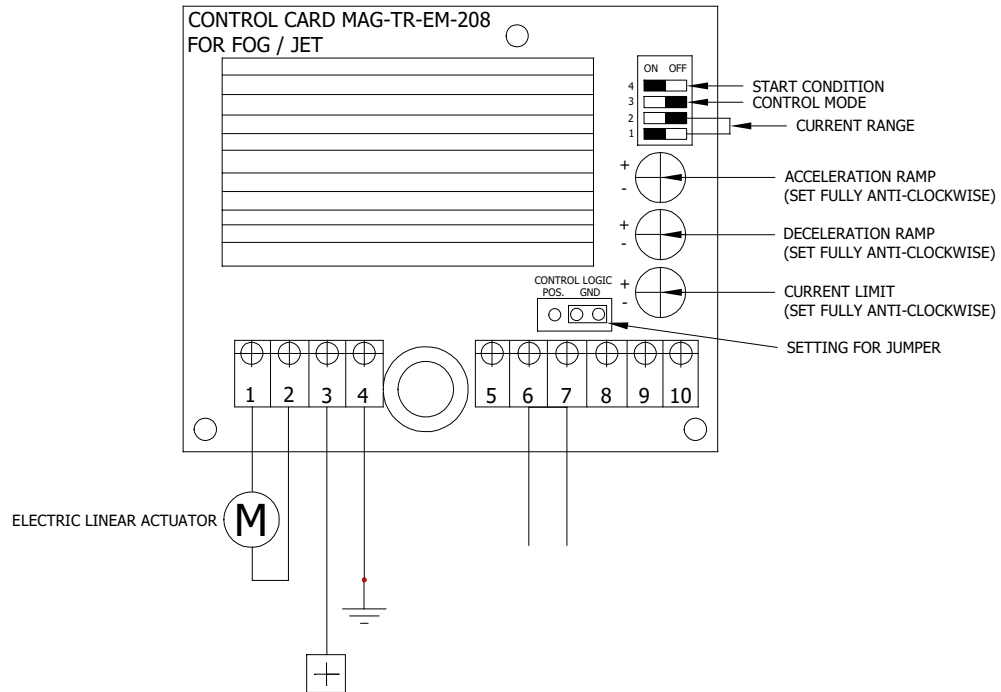 CONTROL CARD MAG-TR-EM-208
FOR FOG / JET
ON OFF
4
3
2
1
START CONDITION
CONTROL MODE
CURRENT RANGE
+
-
ACCELERATION RAMP
(SET FULLY ANTI-CLOCKWISE)
+
-
DECELERATION RAMP
(SET FULLY ANTI-CLOCKWISE)
+
-
CURRENT LIMIT
(SET FULLY ANTI-CLOCKWISE)
CONTROL LOGIC
POS. GND
SETTING FOR JUMPER
1 2 3 4 5 6 7 8 9 10
ELECTRIC LINEAR ACTUATOR
M
+